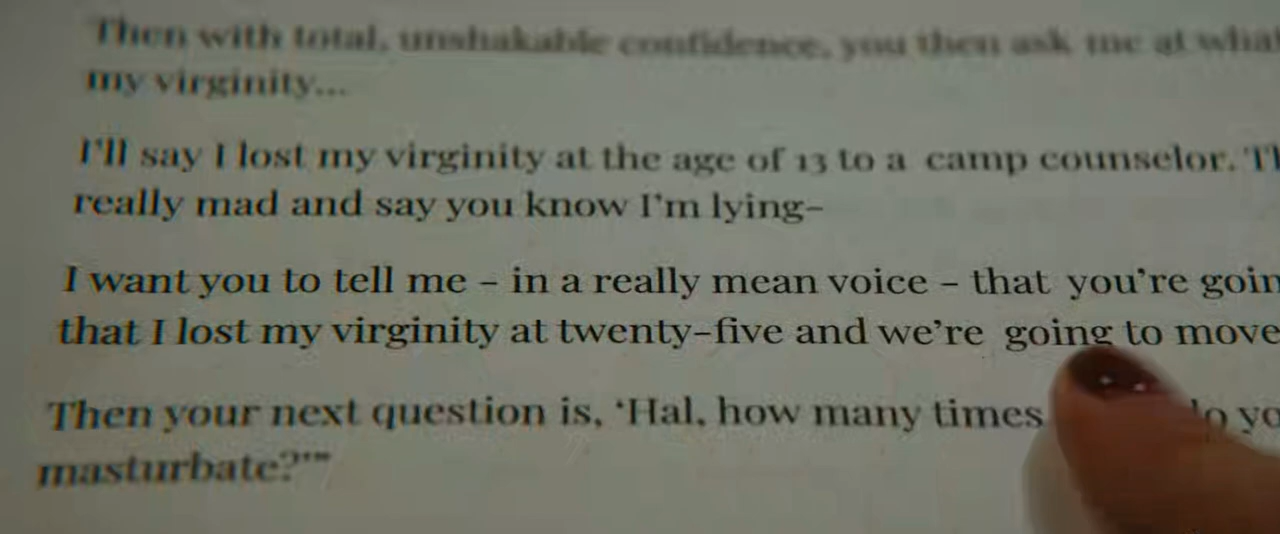 Then with total, unshakable confidence, you then ask me at what
my virginity...
I'll say I lost my virginity at the age of 13 to a camp counselor.
really mad and say you know I'm lying–
I want you to tell me – in a really mean voice – that you're
that I lost my virginity at twenty-five and we're going to move
Then your next question is, 'Hal, how many times
masturbate?'"